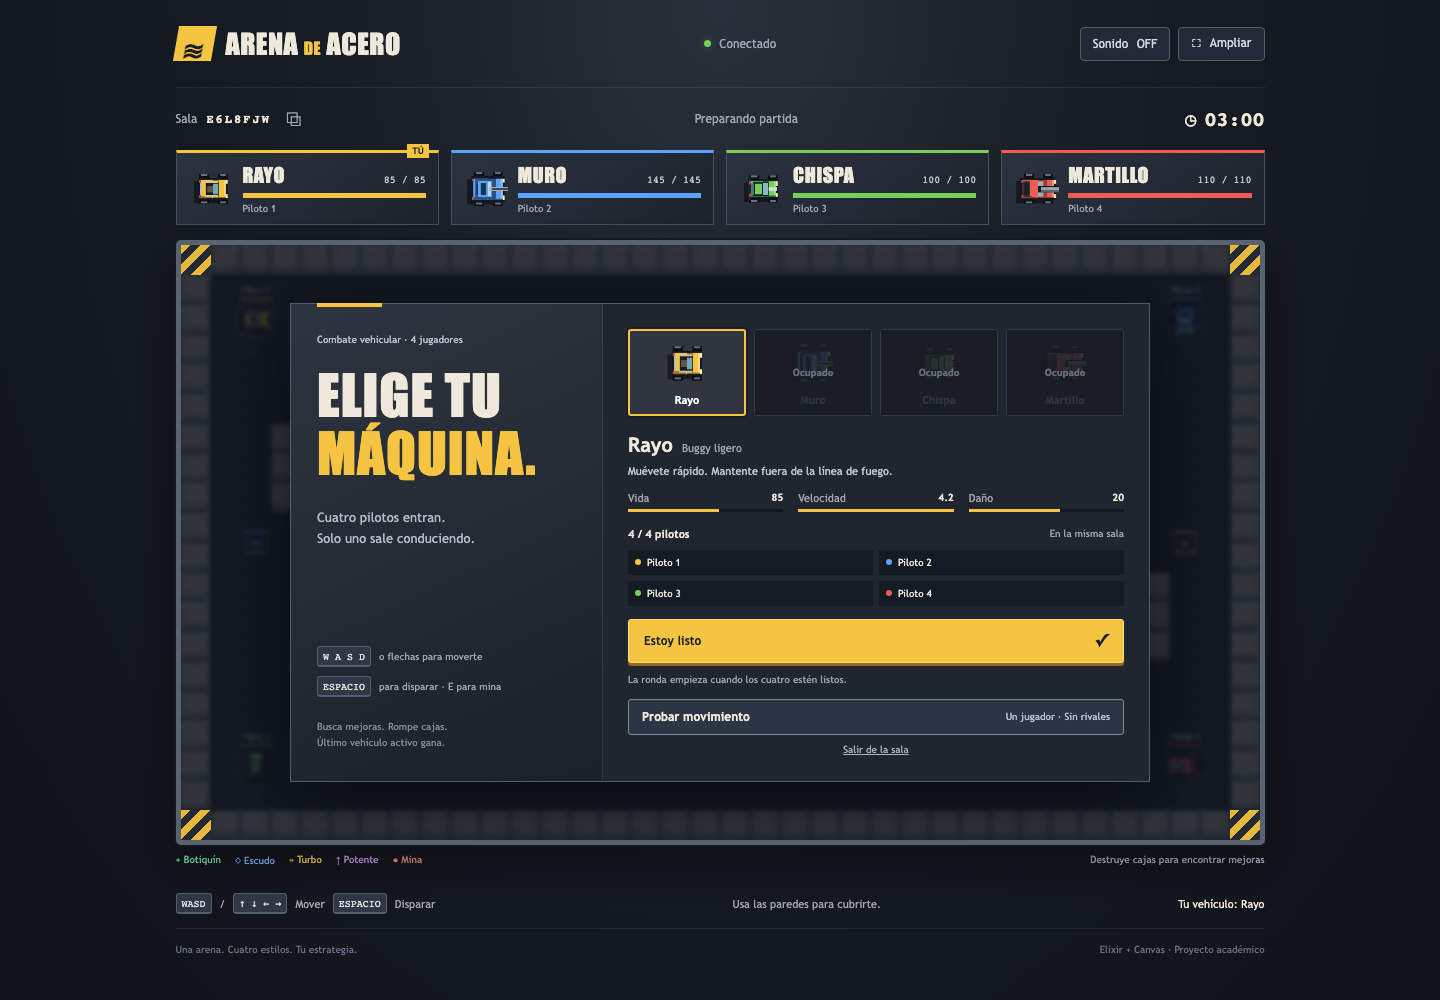 ARENA DE ACERO
Conectado
Sonido OFF
Ampliar
Sala E6L8FJW
Preparando partida
03:00
TÚ
RAYO 85 / 85
Piloto 1
MURO 145 / 145
Piloto 2
CHISPA 100 / 100
Piloto 3
MARTILLO 110 / 110
Piloto 4
Combate vehicular · 4 jugadores
ELIGE TU
MÁQUINA.
Cuatro pilotos entran.
Solo uno sale conduciendo.
W A S D o flechas para moverte
ESPACIO para disparar · E para mina
Busca mejoras. Rompe cajas.
Último vehículo activo gana.
Rayo
Ocupado
Muro
Ocupado
Chispa
Ocupado
Martillo
Rayo Buggy ligero
Muévete rápido. Mantente fuera de la línea de fuego.
Vida 85
Velocidad 4.2
Daño 20
4 / 4 pilotos
En la misma sala
Piloto 1
Piloto 2
Piloto 3
Piloto 4
Estoy listo ✓
La ronda empieza cuando los cuatro estén listos.
Probar movimiento
Un jugador · Sin rivales
Salir de la sala
+ Botiquín ◇ Escudo » Turbo ↑ Potente ● Mina
Destruye cajas para encontrar mejoras
WASD / ↑ ↓ ← → Mover ESPACIO Disparar
Usa las paredes para cubrirte.
Tu vehículo: Rayo
Una arena. Cuatro estilos. Tu estrategia.
Elixir + Canvas · Proyecto académico